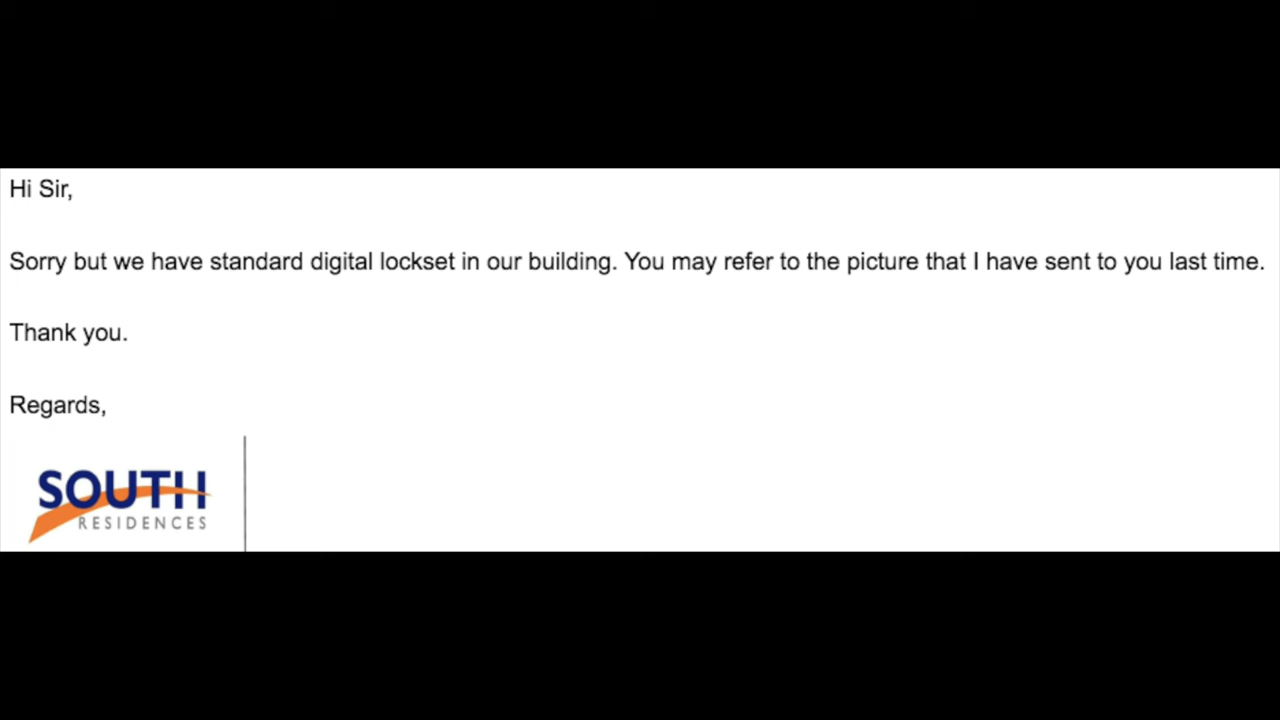 Hi Sir,
Sorry but we have standard digital lockset in our building. You may refer to the picture that I have sent to you last time.
Thank you.
Regards,
SOUTH
RESIDENCES